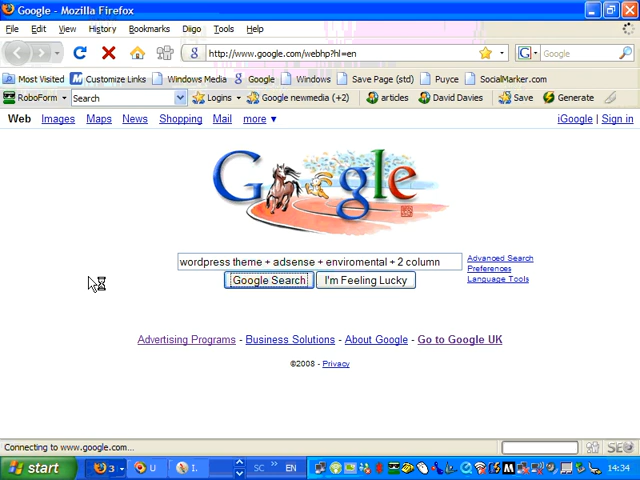 Google - Mozilla Firefox
File Edit View History Bookmarks Diigo Tools Help
http://www.google.com/webhp?hl=en Google
Most Visited Customize Links Windows Media Google Windows Save Page (std) Puyce SocialMarker.com
RoboForm Search Logins Google newmedia (+2) articles David Davies Save Generate
Web Images Maps News Shopping Mail more ▼ iGoogle | Sign in
Google
wordpress theme + adsense + enviromental + 2 column
Advanced Search
Preferences
Language Tools
Google Search I'm Feeling Lucky
Advertising Programs - Business Solutions - About Google - Go to Google UK
©2008 - Privacy
Connecting to www.google.com...
start 3 U I. SC » EN 14:34